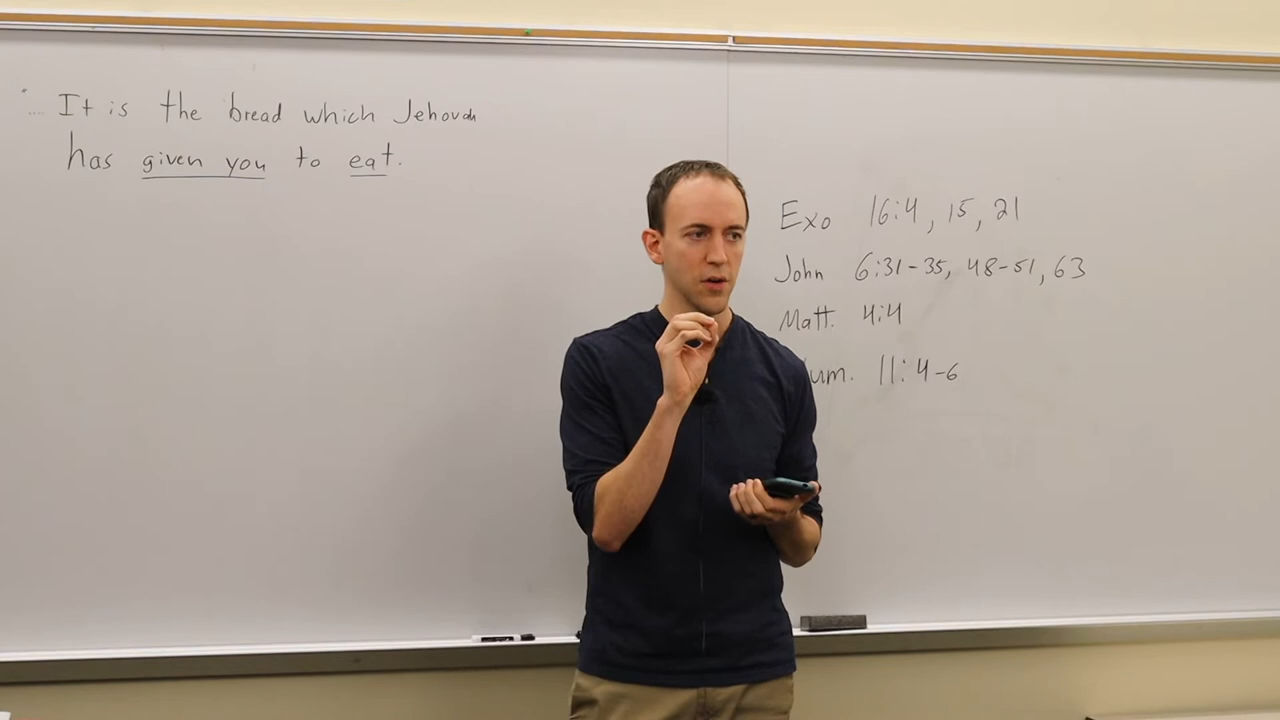 .... It is the bread which Jehovah
has given you to eat.
Exo 16:4, 15, 21
John 6:31-35, 48-51, 63
Matt. 4:4
um. 11:4-6